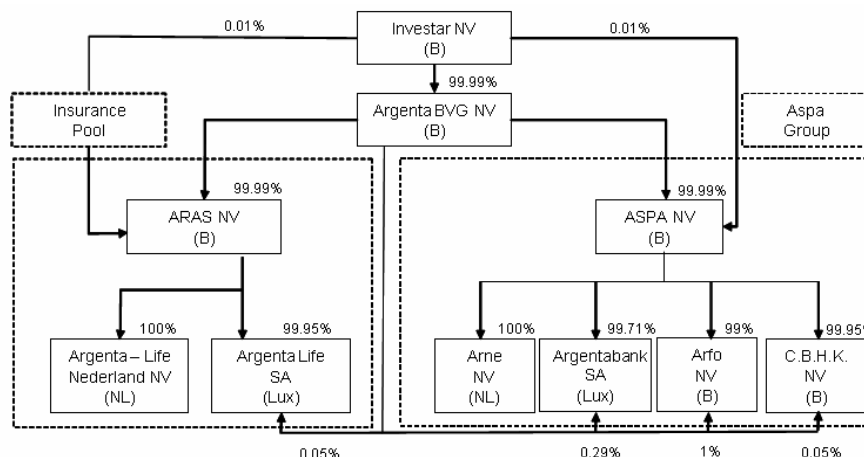 0.01%
Investar NV
(B)
0.01%
99.99%
Insurance
Pool
Argenta BVG NV
(B)
Aspa
Group
99.99%
ARAS NV
(B)
99.99%
ASPA NV
(B)
100%
Argenta – Life
Nederland NV
(NL)
99.95%
Argenta Life
SA
(Lux)
100%
Arne
NV
(NL)
99.71%
Argentabank
SA
(Lux)
99%
Arfo
NV
(B)
99.95%
C.B.H.K.
NV
(B)
0.05%
0.29%
1%
0.05%